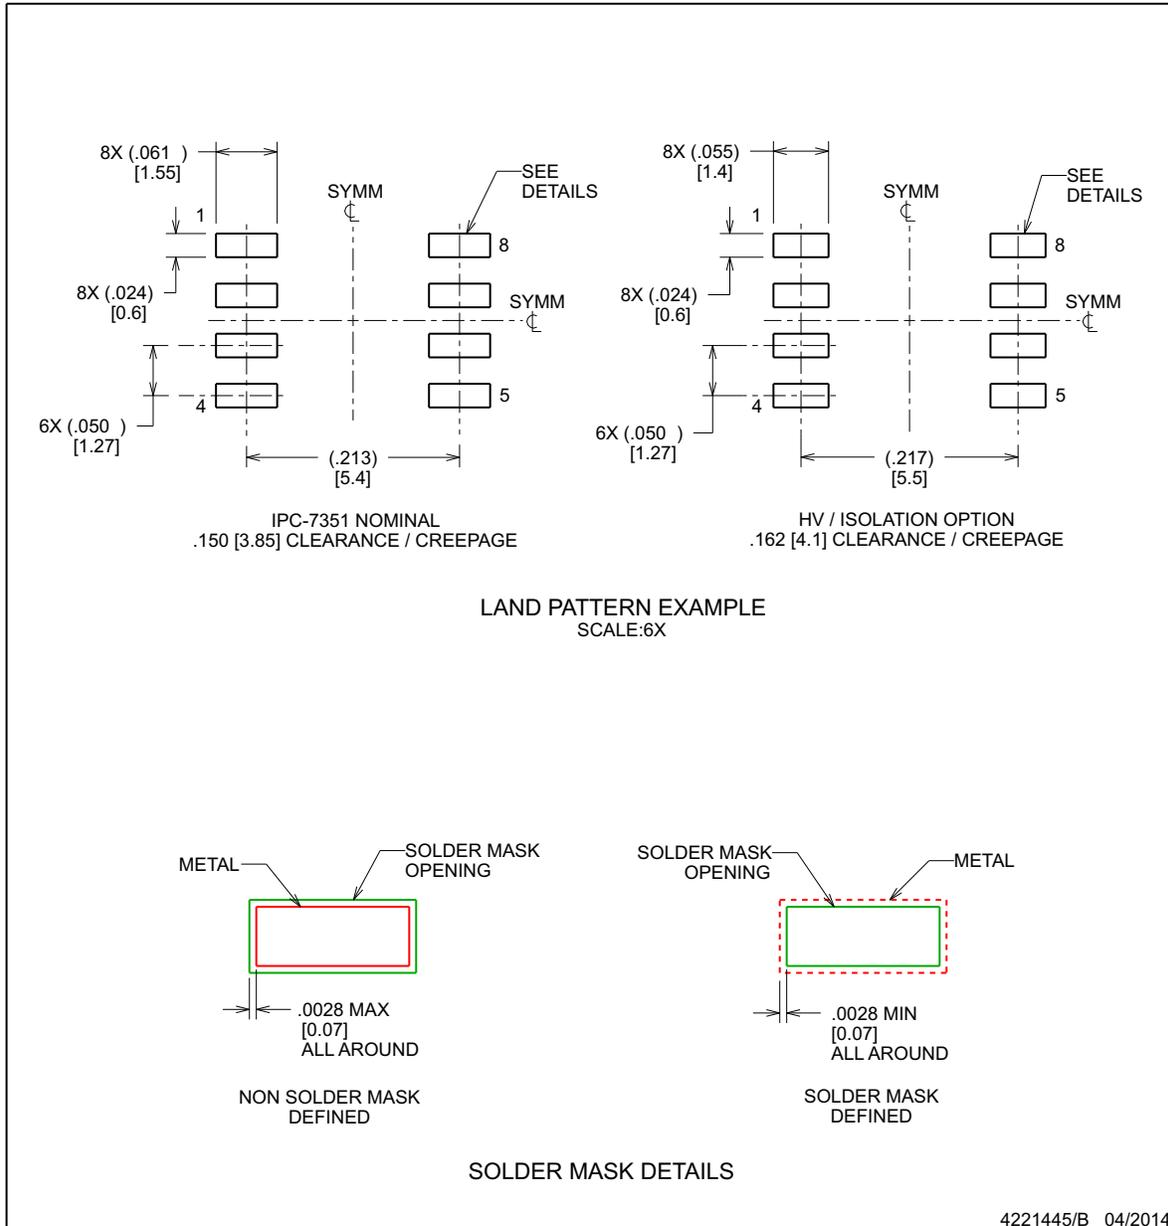 8X (.061 )
[1.55]
SYMM
℄
SEE
DETAILS
1
8
8X (.024)
[0.6]
SYMM
℄
4
5
6X (.050 )
[1.27]
(.213)
[5.4]
IPC-7351 NOMINAL
.150 [3.85] CLEARANCE / CREEPAGE
8X (.055)
[1.4]
SYMM
℄
SEE
DETAILS
1
8
8X (.024)
[0.6]
SYMM
℄
4
5
6X (.050 )
[1.27]
(.217)
[5.5]
HV / ISOLATION OPTION
.162 [4.1] CLEARANCE / CREEPAGE
LAND PATTERN EXAMPLE
SCALE:6X
METAL
SOLDER MASK
OPENING
.0028 MAX
[0.07]
ALL AROUND
NON SOLDER MASK
DEFINED
SOLDER MASK
OPENING
METAL
.0028 MIN
[0.07]
ALL AROUND
SOLDER MASK
DEFINED
SOLDER MASK DETAILS
4221445/B 04/2014